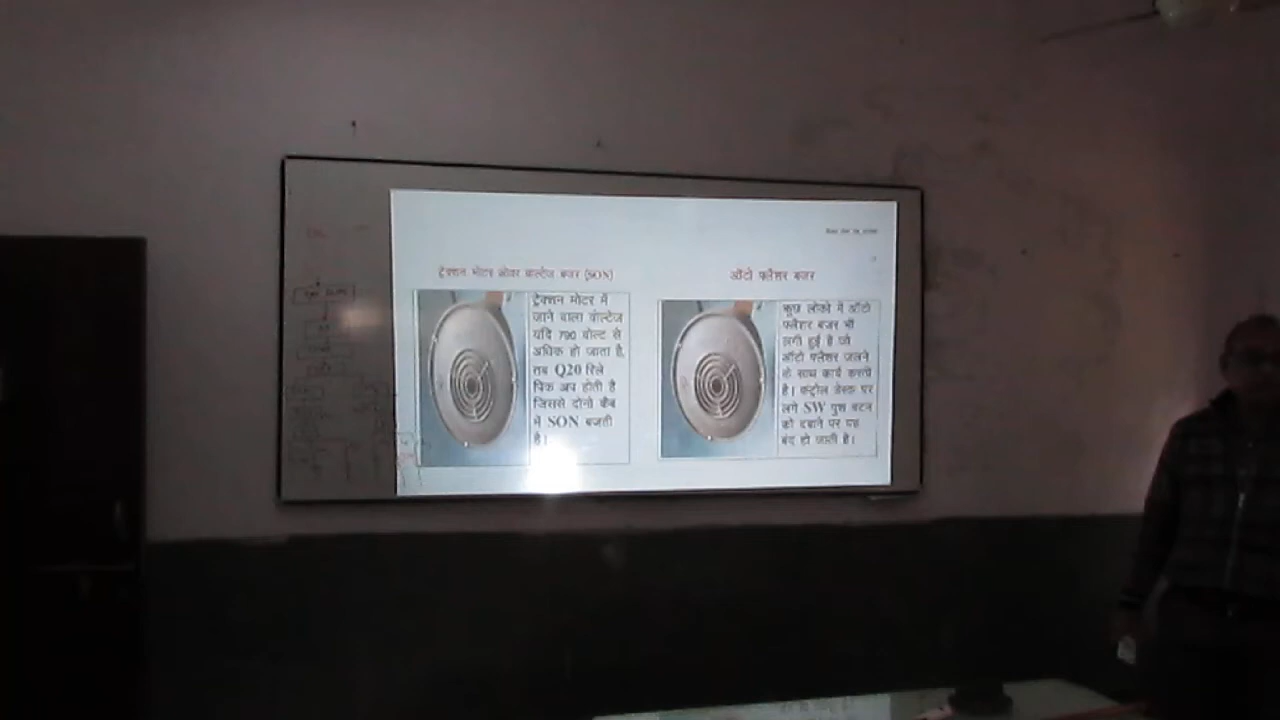 ट्रेक्शन मोटर ओवर वाल्टेज बजर (SON)
ट्रेक्शन मोटर में
जाने वाला वोल्टेज
यदि 790 वोल्ट से
अधिक हो जाता है,
तब Q20 रिले
पिक अप होती है
जिससे दोनो कैब
में SON बजती
है।
ऑटो फ्लैशर बजर
कुछ लोको में ऑटो
फ्लैशर बजर भी
लगी हुई है जो
ऑटो फ्लैशर जलने
के साथ कार्य करती
है। कंट्रोल डेस्क पर
लगे SW पुश बटन
को दबाने पर यह
बंद हो जाती है।